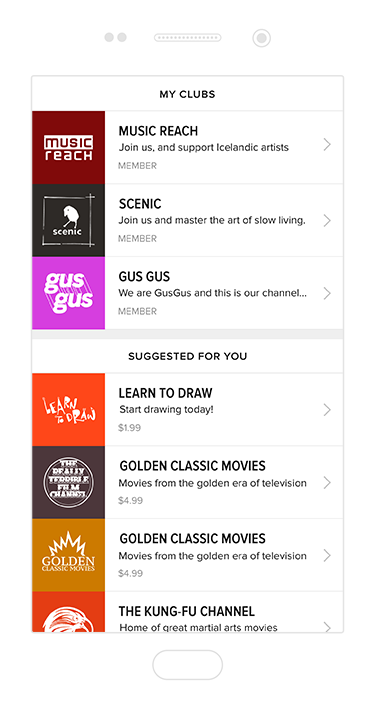 MY CLUBS
music
reach
MUSIC REACH
Join us, and support Icelandic artists
MEMBER
scenic
SCENIC
Join us and master the art of slow living.
MEMBER
gus
gus
GUS GUS
We are GusGus and this is our channel...
MEMBER
SUGGESTED FOR YOU
LEARN
TO DRAW
LEARN TO DRAW
Start drawing today!
$1.99
THE
REALLY
TERRIBLE
FILM
CHANNEL
GOLDEN CLASSIC MOVIES
Movies from the golden era of television
$4.99
GOLDEN
CLASSIC MOVIES
GOLDEN CLASSIC MOVIES
Movies from the golden era of television
$4.99
THE KUNG-FU CHANNEL
Home of great martial arts movies